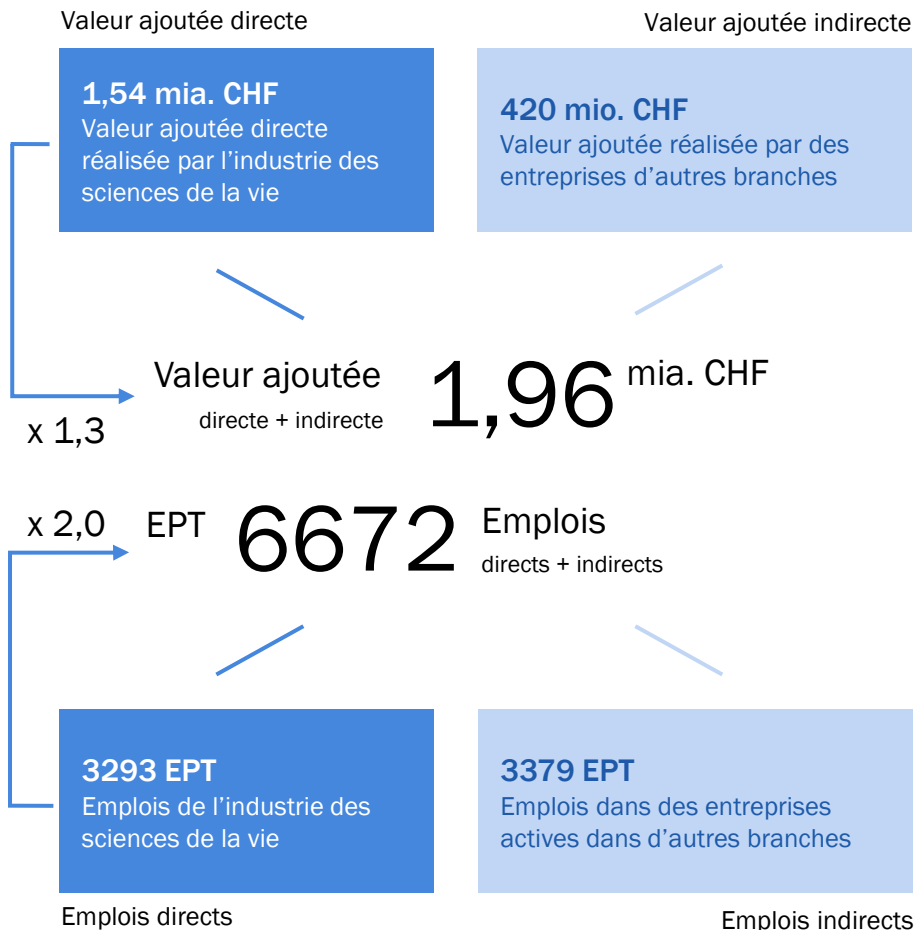 Valeur ajoutée directe
Valeur ajoutée indirecte
1,54 mia. CHF
Valeur ajoutée directe
réalisée par l'industrie des
sciences de la vie
420 mio. CHF
Valeur ajoutée réalisée par des
entreprises d'autres branches
Valeur ajoutée
directe + indirecte
1,96 mia. CHF
x 1,3
x 2,0
EPT 6672 Emplois
directs + indirects
3293 EPT
Emplois de l'industrie des
sciences de la vie
3379 EPT
Emplois dans des entreprises
actives dans d'autres branches
Emplois directs
Emplois indirects